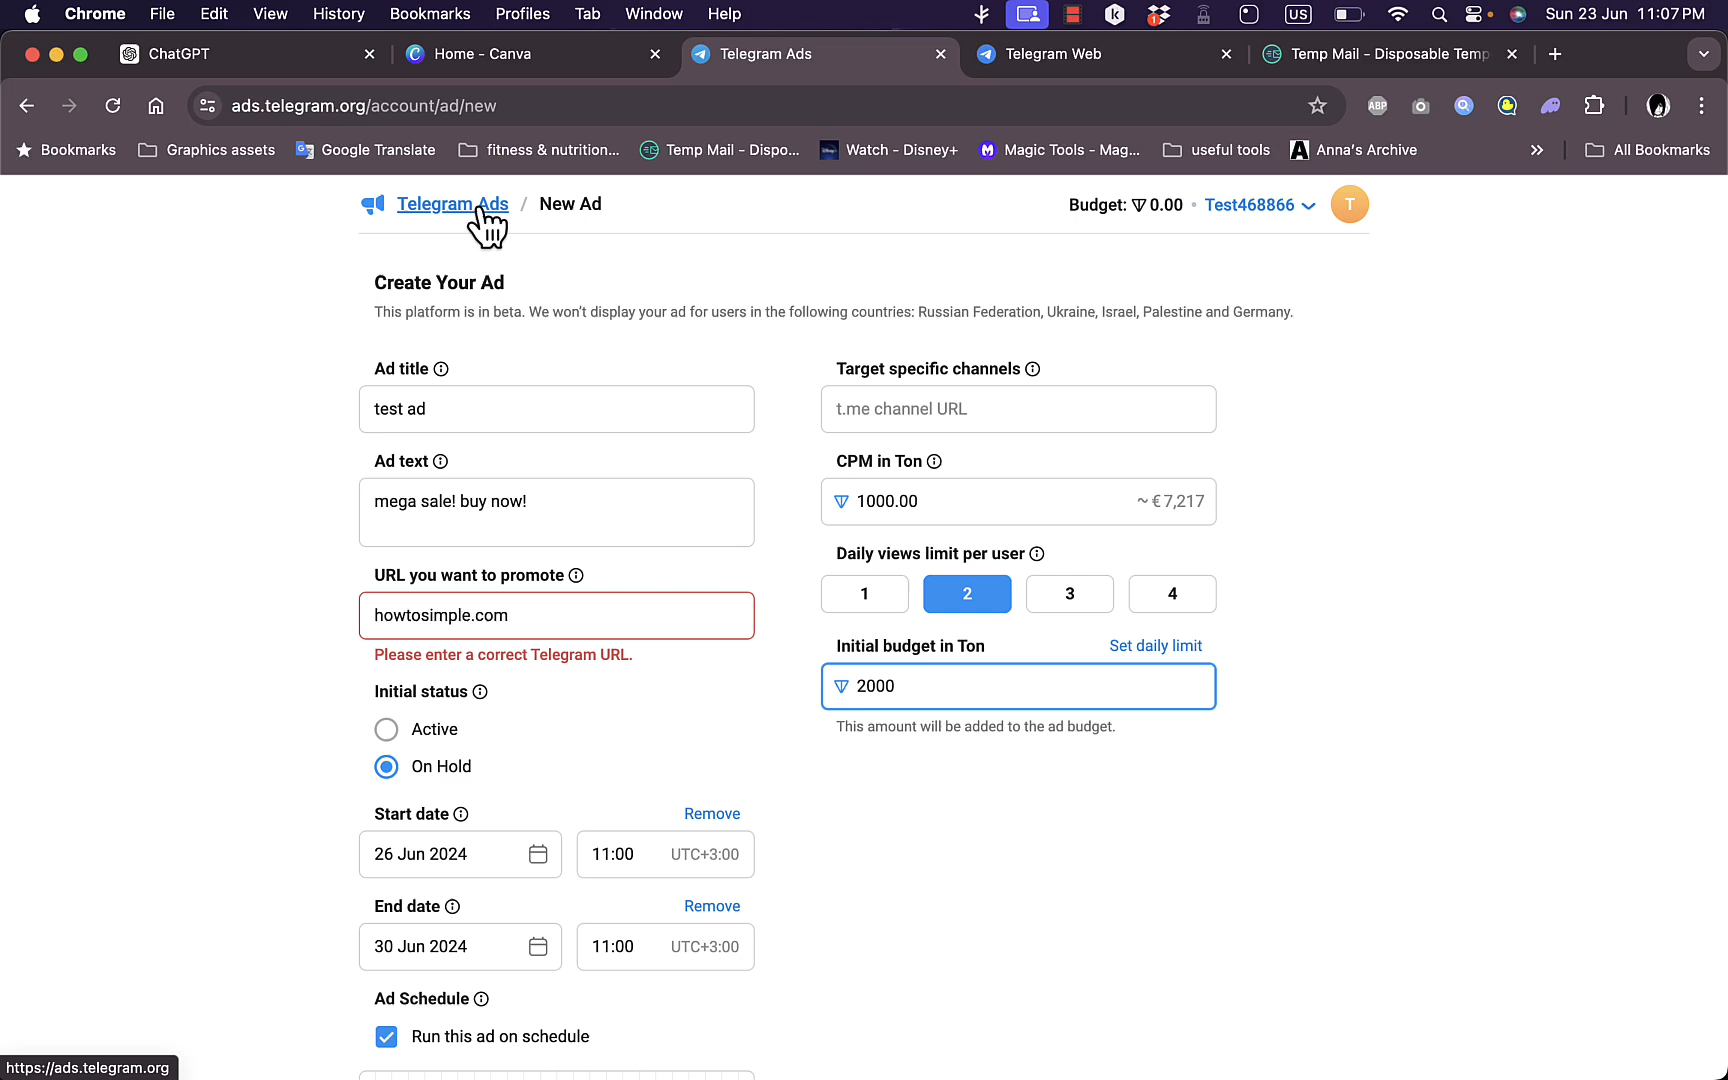 Chrome File Edit View History Bookmarks Profiles Tab Window Help US Sun 23 Jun 11:07 PM
ChatGPT Home - Canva Telegram Ads Telegram Web Temp Mail - Disposable Temp
ads.telegram.org/account/ad/new ABP
Bookmarks Graphics assets Google Translate fitness & nutrition... Temp Mail - Dispo... Watch - Disney+ Magic Tools - Mag... useful tools Anna's Archive » All Bookmarks
Telegram Ads / New Ad Budget: 0.00 • Test468866 T
Create Your Ad
This platform is in beta. We won't display your ad for users in the following countries: Russian Federation, Ukraine, Israel, Palestine and Germany.
Ad title
test ad
Ad text
mega sale! buy now!
URL you want to promote
howtosimple.com
Please enter a correct Telegram URL.
Initial status
Active
On Hold
Start date Remove
26 Jun 2024 11:00 UTC+3:00
End date Remove
30 Jun 2024 11:00 UTC+3:00
Ad Schedule
Run this ad on schedule
Target specific channels
t.me channel URL
CPM in Ton
1000.00 ~ € 7,217
Daily views limit per user
1 2 3 4
Initial budget in Ton Set daily limit
2000
This amount will be added to the ad budget.
https://ads.telegram.org